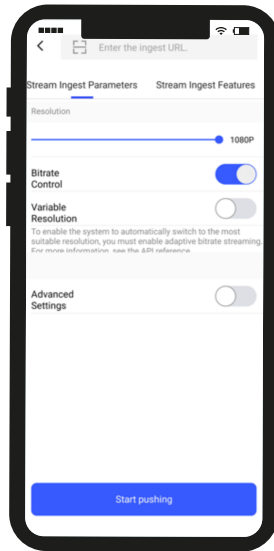 Enter the ingest URL.
Stream Ingest Parameters Stream Ingest Features
Resolution
1080P
Bitrate
Control
Variable
Resolution
To enable the system to automatically switch to the most
suitable resolution, you must enable adaptive bitrate streaming.
For more information, see the API reference
Advanced
Settings
Start pushing